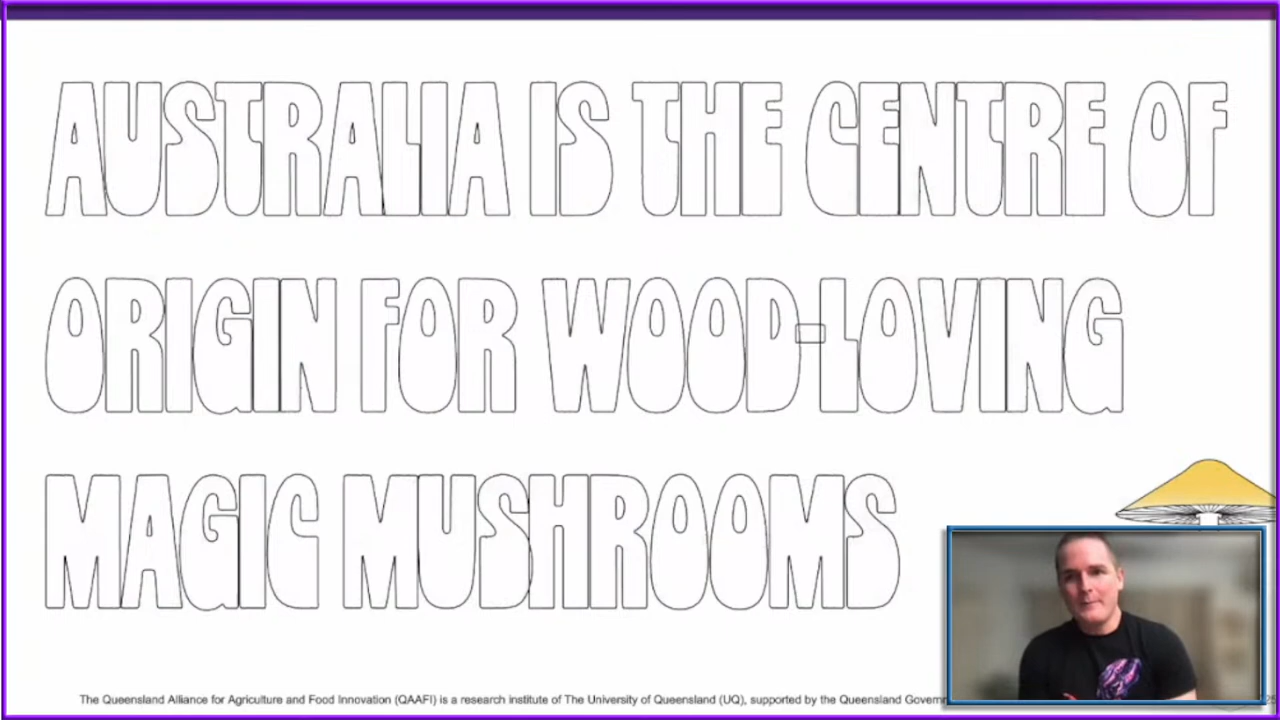 AUSTRALIA IS THE CENTRE OF
ORIGIN FOR WOOD-LOVING
MAGIC MUSHROOMS
The Queensland Alliance for Agriculture and Food Innovation (QAAFI) is a research institute of The University of Queensland (UQ), supported by the Queensland